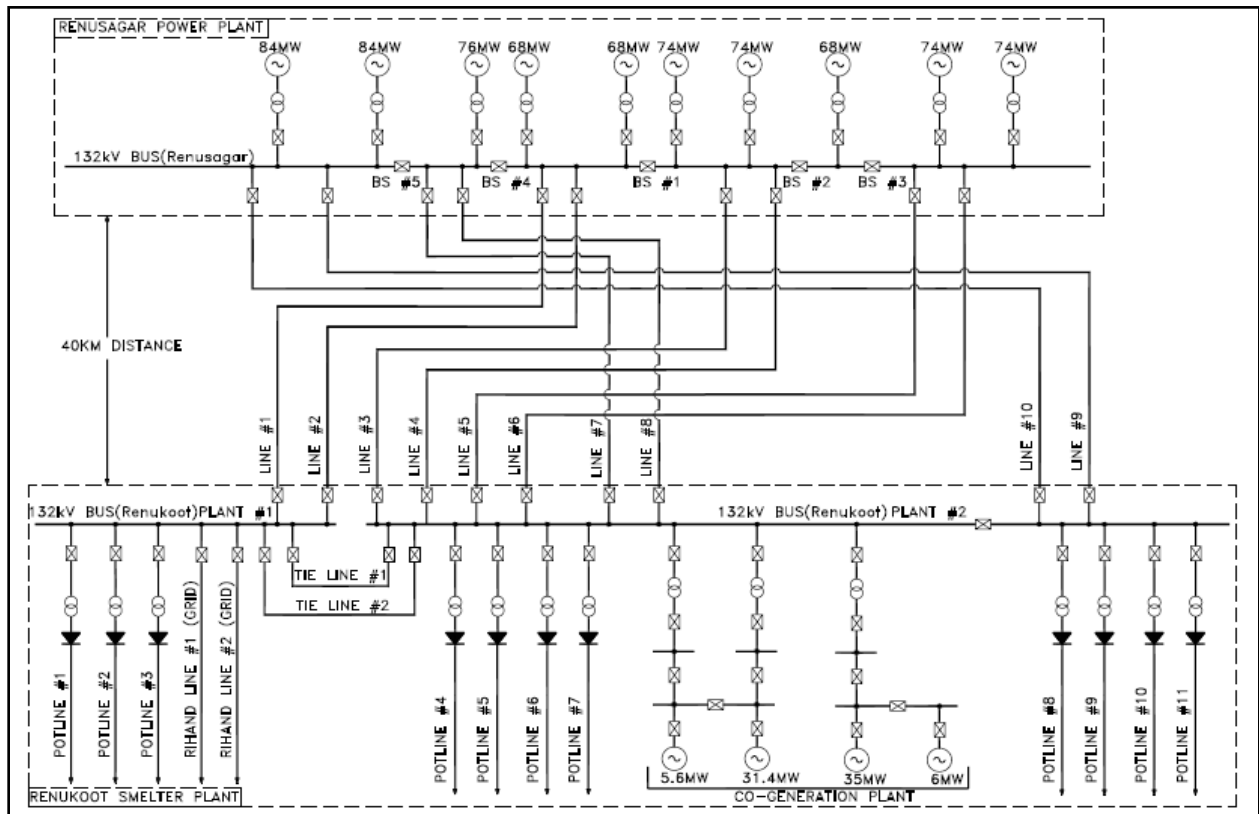 RENUSAGAR POWER PLANT
84MW 84MW 76MW 68MW 68MW 74MW 74MW 68MW 74MW 74MW
132kV BUS(Renusagar)
BS #5 BS #4 BS #1 BS #2 BS #3
40KM DISTANCE
LINE #1
LINE #2
LINE #3
LINE #4
LINE #5
LINE #6
LINE #7
LINE #8
LINE #10
LINE #9
132kV BUS(Renukoot)PLANT #1
132kV BUS(Renukoot) PLANT #2
TIE LINE #1
TIE LINE #2
POTLINE #1
POTLINE #2
POTLINE #3
RIHAND LINE #1 (GRID)
RIHAND LINE #2 (GRID)
POTLINE #4
POTLINE #5
POTLINE #6
POTLINE #7
5.6MW 31.4MW 35MW 6MW
CO-GENERATION PLANT
POTLINE #8
POTLINE #9
POTLINE #10
POTLINE #11
RENUKOOT SMELTER PLANT